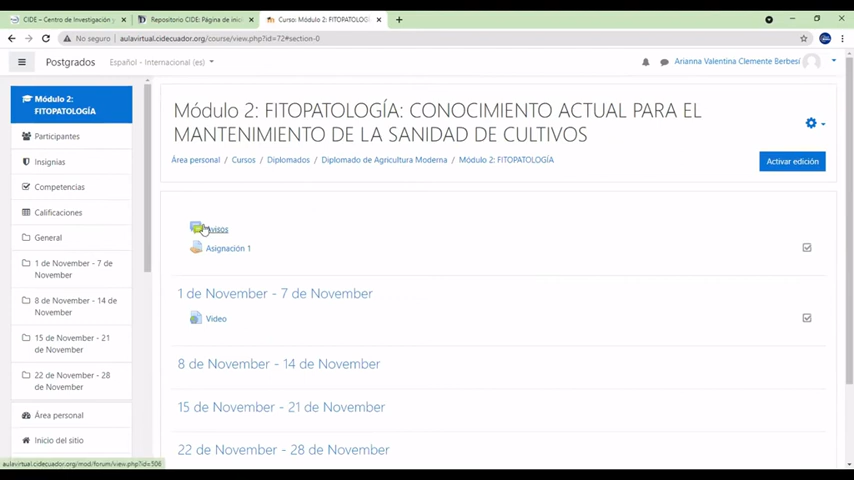 CIDE – Centro de Investigación y
Repositorio CIDE: Página de inic
Curso: Módulo 2: FITOPATOLOG
No seguro
aulavirtual.cidecuador.org/course/view.php?id=72#section-0
Postgrados
Español - Internacional (es)
Arianna Valentina Clemente Berbesí
Módulo 2:
FITOPATOLOGÍA
Participantes
Insignias
Competencias
Calificaciones
General
1 de November - 7 de
November
8 de November - 14 de
November
15 de November - 21
de November
22 de November - 28
de November
Área personal
Inicio del sitio
Módulo 2: FITOPATOLOGÍA: CONOCIMIENTO ACTUAL PARA EL
MANTENIMIENTO DE LA SANIDAD DE CULTIVOS
Área personal / Cursos / Diplomados / Diplomado de Agricultura Moderna / Módulo 2: FITOPATOLOGÍA
Activar edición
Avisos
Asignación 1
1 de November - 7 de November
Video
8 de November - 14 de November
15 de November - 21 de November
22 de November - 28 de November
aulavirtual.cidecuador.org/mod/forum/view.php?id=506